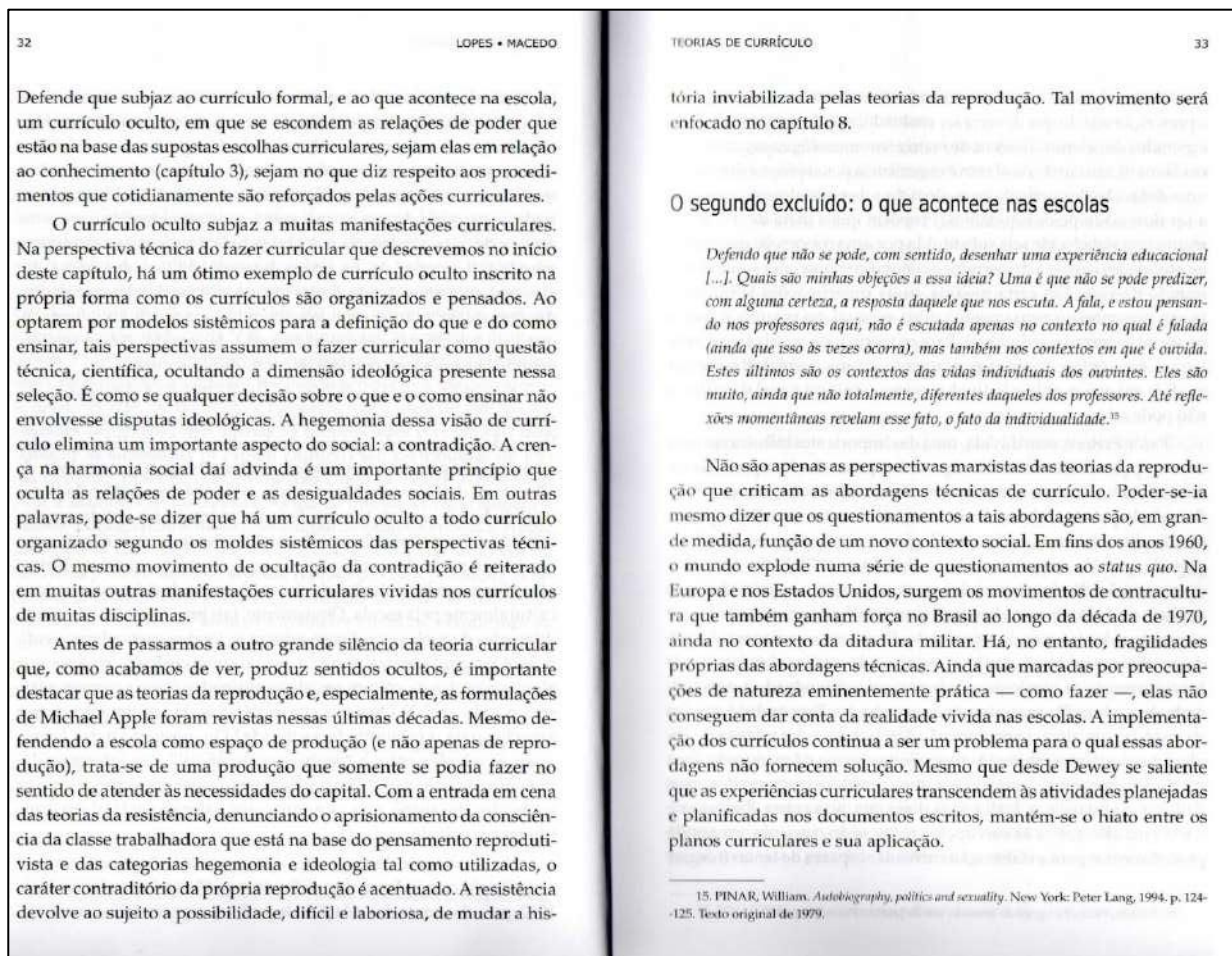 32
LOPES • MACEDO
Defende que subjaz ao currículo formal, e ao que acontece na escola,
um currículo oculto, em que se escondem as relações de poder que
estão na base das supostas escolhas curriculares, sejam elas em relação
ao conhecimento (capítulo 3), sejam no que diz respeito aos procedi-
mentos que cotidianamente são reforçados pelas ações curriculares.
O currículo oculto subjaz a muitas manifestações curriculares.
Na perspectiva técnica do fazer curricular que descrevemos no início
deste capítulo, há um ótimo exemplo de currículo oculto inscrito na
própria forma como os currículos são organizados e pensados. Ao
optarem por modelos sistêmicos para a definição do que e do como
ensinar, tais perspectivas assumem o fazer curricular como questão
técnica, científica, ocultando a dimensão ideológica presente nessa
seleção. É como se qualquer decisão sobre o que e o como ensinar não
envolvesse disputas ideológicas. A hegemonia dessa visão de currí-
culo elimina um importante aspecto do social: a contradição. A cren-
ça na harmonia social daí advinda é um importante princípio que
oculta as relações de poder e as desigualdades sociais. Em outras
palavras, pode-se dizer que há um currículo oculto a todo currículo
organizado segundo os moldes sistêmicos das perspectivas técni-
cas. O mesmo movimento de ocultação da contradição é reiterado
em muitas outras manifestações curriculares vividas nos currículos
de muitas disciplinas.
Antes de passarmos a outro grande silêncio da teoria curricular
que, como acabamos de ver, produz sentidos ocultos, é importante
destacar que as teorias da reprodução e, especialmente, as formulações
de Michael Apple foram revistas nessas últimas décadas. Mesmo de-
fendendo a escola como espaço de produção (e não apenas de repro-
dução), trata-se de uma produção que somente se podia fazer no
sentido de atender às necessidades do capital. Com a entrada em cena
das teorias da resistência, denunciando o aprisionamento da consciên-
cia da classe trabalhadora que está na base do pensamento reproduti-
vista e das categorias hegemonia e ideologia tal como utilizadas, o
caráter contraditório da própria reprodução é acentuado. A resistência
devolve ao sujeito a possibilidade, difícil e laboriosa, de mudar a his-
TEORIAS DE CURRÍCULO
33
tória inviabilizada pelas teorias da reprodução. Tal movimento será
enfocado no capítulo 8.
O segundo excluído: o que acontece nas escolas
Defendo que não se pode, com sentido, desenhar uma experiência educacional
[...]. Quais são minhas objeções a essa ideia? Uma é que não se pode predizer,
com alguma certeza, a resposta daquele que nos escuta. A fala, e estou pensan-
do nos professores aqui, não é escutada apenas no contexto no qual é falada
(ainda que isso às vezes ocorra), mas também nos contextos em que é ouvida.
Estes últimos são os contextos das vidas individuais dos ouvintes. Eles são
muito, ainda que não totalmente, diferentes daqueles dos professores. Até refle-
xões momentâneas revelam esse fato, o fato da individualidade.15
Não são apenas as perspectivas marxistas das teorias da reprodu-
ção que criticam as abordagens técnicas de currículo. Poder-se-ia
mesmo dizer que os questionamentos a tais abordagens são, em gran-
de medida, função de um novo contexto social. Em fins dos anos 1960,
o mundo explode numa série de questionamentos ao status quo. Na
Europa e nos Estados Unidos, surgem os movimentos de contracultu-
ra que também ganham força no Brasil ao longo da década de 1970,
ainda no contexto da ditadura militar. Há, no entanto, fragilidades
próprias das abordagens técnicas. Ainda que marcadas por preocupa-
ções de natureza eminentemente prática — como fazer —, elas não
conseguem dar conta da realidade vivida nas escolas. A implementa-
ção dos currículos continua a ser um problema para o qual essas abor-
dagens não fornecem solução. Mesmo que desde Dewey se saliente
que as experiências curriculares transcendem às atividades planejadas
e planificadas nos documentos escritos, mantém-se o hiato entre os
planos curriculares e sua aplicação.
15. PINAR, William. Autobiography, politics and sexuality. New York: Peter Lang, 1994. p. 124-
-125. Texto original de 1979.